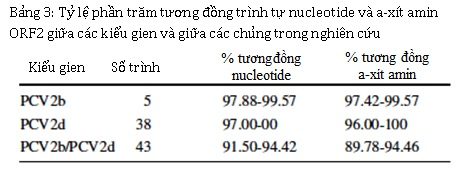 Bảng 3: Tỷ lệ phần trăm tương đồng trình tự nucleotide và a-xít amin
ORF2 giữa các kiểu gien và giữa các chủng trong nghiên cứu
Kiểu gien Số trình % tương đồng nucleotide % tương đồng a-xit amin
PCV2b 5 97.88-99.57 97.42-99.57
PCV2d 38 97.00-00 96.00-100
PCV2b/PCV2d 43 91.50-94.42 89.78-94.46